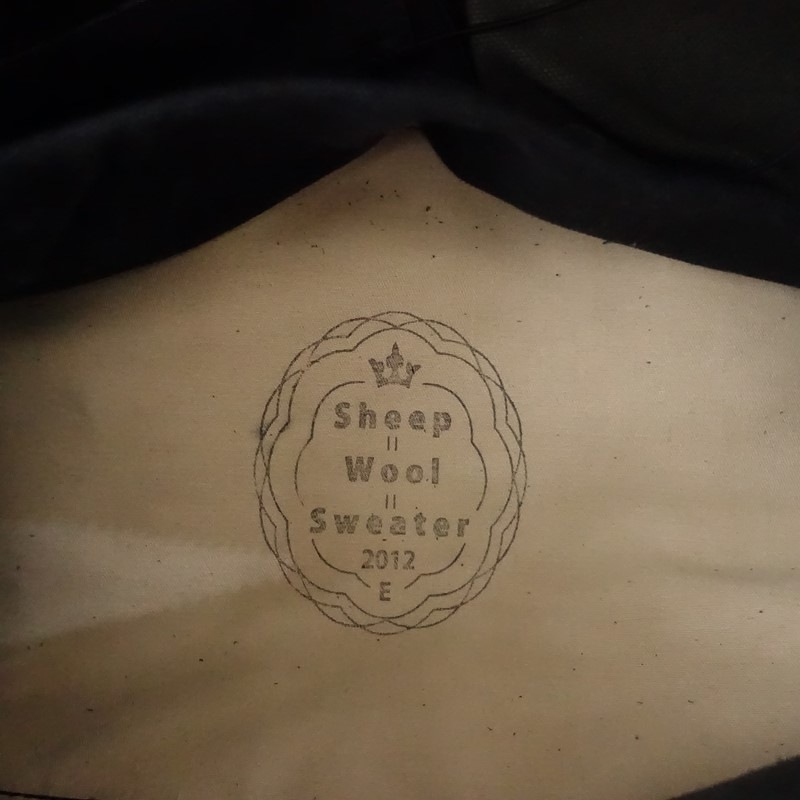 Sheep
=
Wool
=
Sweater
2012
E